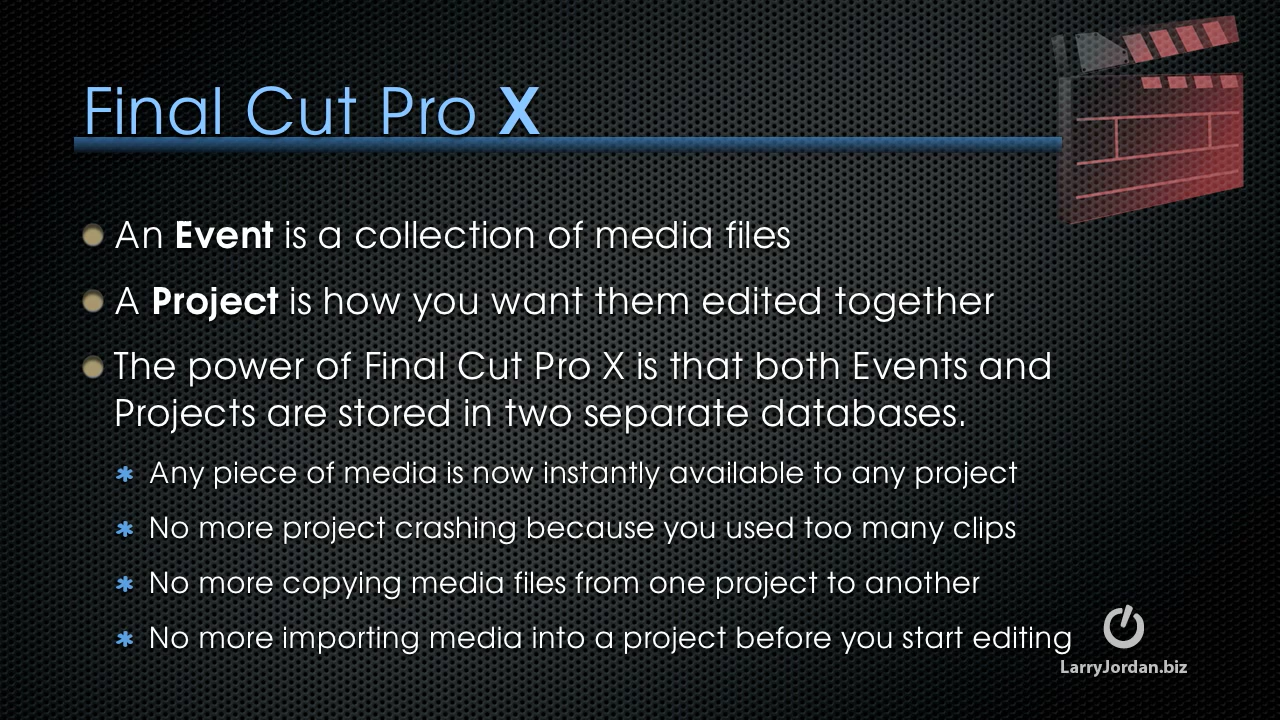 Final Cut Pro X
An Event is a collection of media files
A Project is how you want them edited together
The power of Final Cut Pro X is that both Events and
Projects are stored in two separate databases.
Any piece of media is now instantly available to any project
No more project crashing because you used too many clips
No more copying media files from one project to another
No more importing media into a project before you start editing
LarryJordan.biz